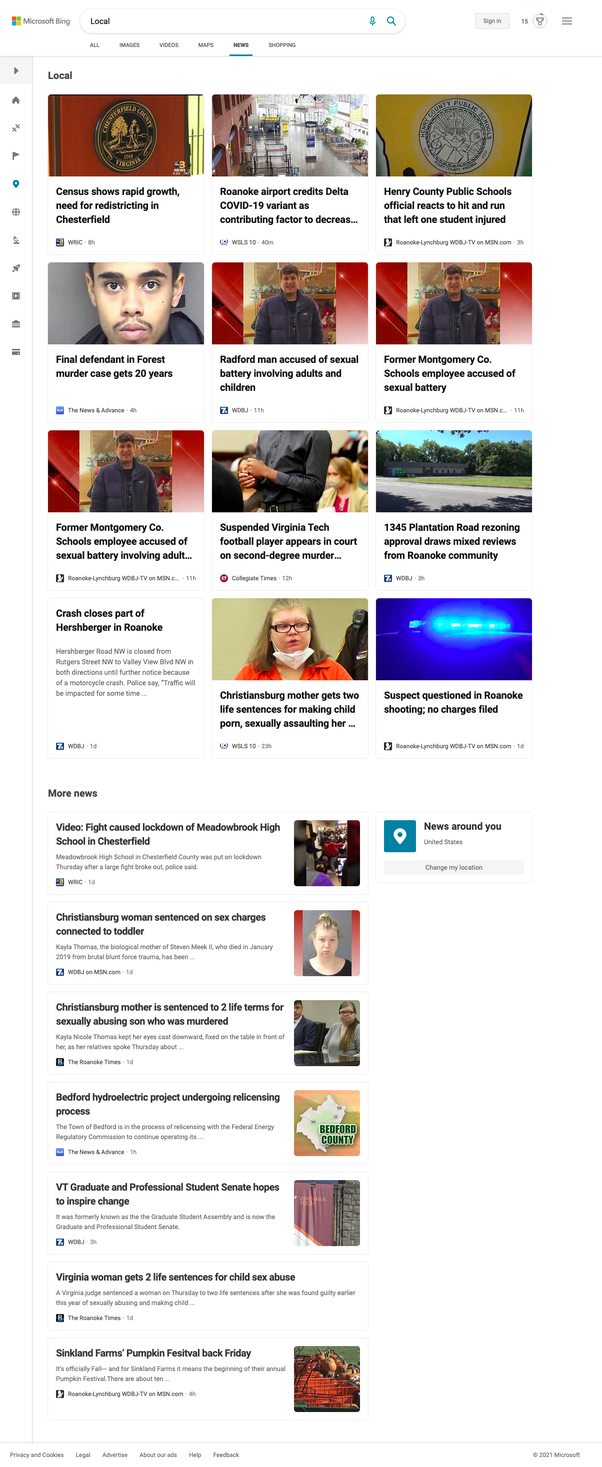 Microsoft Bing
Local
Sign in
15
ALL
IMAGES
VIDEOS
MAPS
NEWS
SHOPPING
Local
CHESTERFIELD COUNTY
1749
VIRGINIA
Census shows rapid growth,
need for redistricting in
Chesterfield
WRIC · 8h
Roanoke airport credits Delta
COVID-19 variant as
contributing factor to decreas...
WSLS 10 · 40m
HENRY COUNTY PUBLIC SCHOOLS
Henry County Public Schools
official reacts to hit and run
that left one student injured
Roanoke-Lynchburg WDBJ-TV on MSN.com · 3h
Final defendant in Forest
murder case gets 20 years
The News & Advance · 4h
Radford man accused of sexual
battery involving adults and
children
WDBJ · 11h
Former Montgomery Co.
Schools employee accused of
sexual battery
Roanoke-Lynchburg WDBJ-TV on MSN.c... · 11h
Former Montgomery Co.
Schools employee accused of
sexual battery involving adult...
Roanoke-Lynchburg WDBJ-TV on MSN.c... · 11h
Suspended Virginia Tech
football player appears in court
on second-degree murder...
Collegiate Times · 12h
1345 Plantation Road rezoning
approval draws mixed reviews
from Roanoke community
WDBJ · 3h
Crash closes part of
Hershberger in Roanoke
Hershberger Road NW is closed from
Rutgers Street NW to Valley View Blvd NW in
both directions until further notice because
of a motorcycle crash. Police say, "Traffic will
be impacted for some time ...
WDBJ · 1d
Christiansburg mother gets two
life sentences for making child
porn, sexually assaulting her ...
WSLS 10 · 23h
Suspect questioned in Roanoke
shooting; no charges filed
Roanoke-Lynchburg WDBJ-TV on MSN.com · 1d
More news
Video: Fight caused lockdown of Meadowbrook High
School in Chesterfield
Meadowbrook High School in Chesterfield County was put on lockdown
Thursday after a large fight broke out, police said.
WRIC · 1d
News around you
United States
Change my location
Christiansburg woman sentenced on sex charges
connected to toddler
Kayla Thomas, the biological mother of Steven Meek II, who died in January
2019 from brutal blunt force trauma, has been ...
WDBJ on MSN.com · 1d
Christiansburg mother is sentenced to 2 life terms for
sexually abusing son who was murdered
Kayla Nicole Thomas kept her eyes cast downward, fixed on the table in front of
her, as her relatives spoke Thursday about ...
The Roanoke Times · 1d
Bedford hydroelectric project undergoing relicensing
process
The Town of Bedford is in the process of relicensing with the Federal Energy
Regulatory Commission to continue operating its ...
The News & Advance · 1h
BEDFORD
COUNTY
VT Graduate and Professional Student Senate hopes
to inspire change
It was formerly known as the the Graduate Student Assembly and is now the
Graduate and Professional Student Senate.
WDBJ · 3h
VIRGINIA
TECH
Virginia woman gets 2 life sentences for child sex abuse
A Virginia judge sentenced a woman on Thursday to two life sentences after she was found guilty earlier
this year of sexually abusing and making child ...
The Roanoke Times · 1d
Sinkland Farms' Pumpkin Fesitval back Friday
It's officially Fall— and for Sinkland Farms it means the beginning of their annual
Pumpkin Festival.There are about ten ...
Roanoke-Lynchburg WDBJ-TV on MSN.com · 4h
Privacy and Cookies
Legal
Advertise
About our ads
Help
Feedback
© 2021 Microsoft